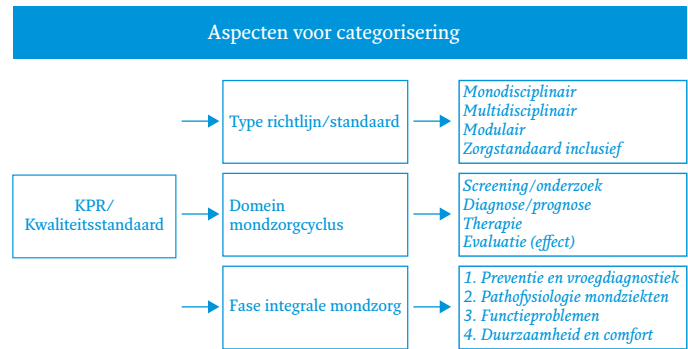 Aspecten voor categorisering
KPR/
Kwaliteitsstandaard
Type richtlijn/standaard
Monodisciplinair
Multidisciplinair
Modulair
Zorgstandaard inclusief
Domein
mondzorgcyclus
Screening/onderzoek
Diagnose/prognose
Therapie
Evaluatie (effect)
Fase integrale mondzorg
1. Preventie en vroegdiagnostiek
2. Pathofysiologie mondziekten
3. Functieproblemen
4. Duurzaamheid en comfort